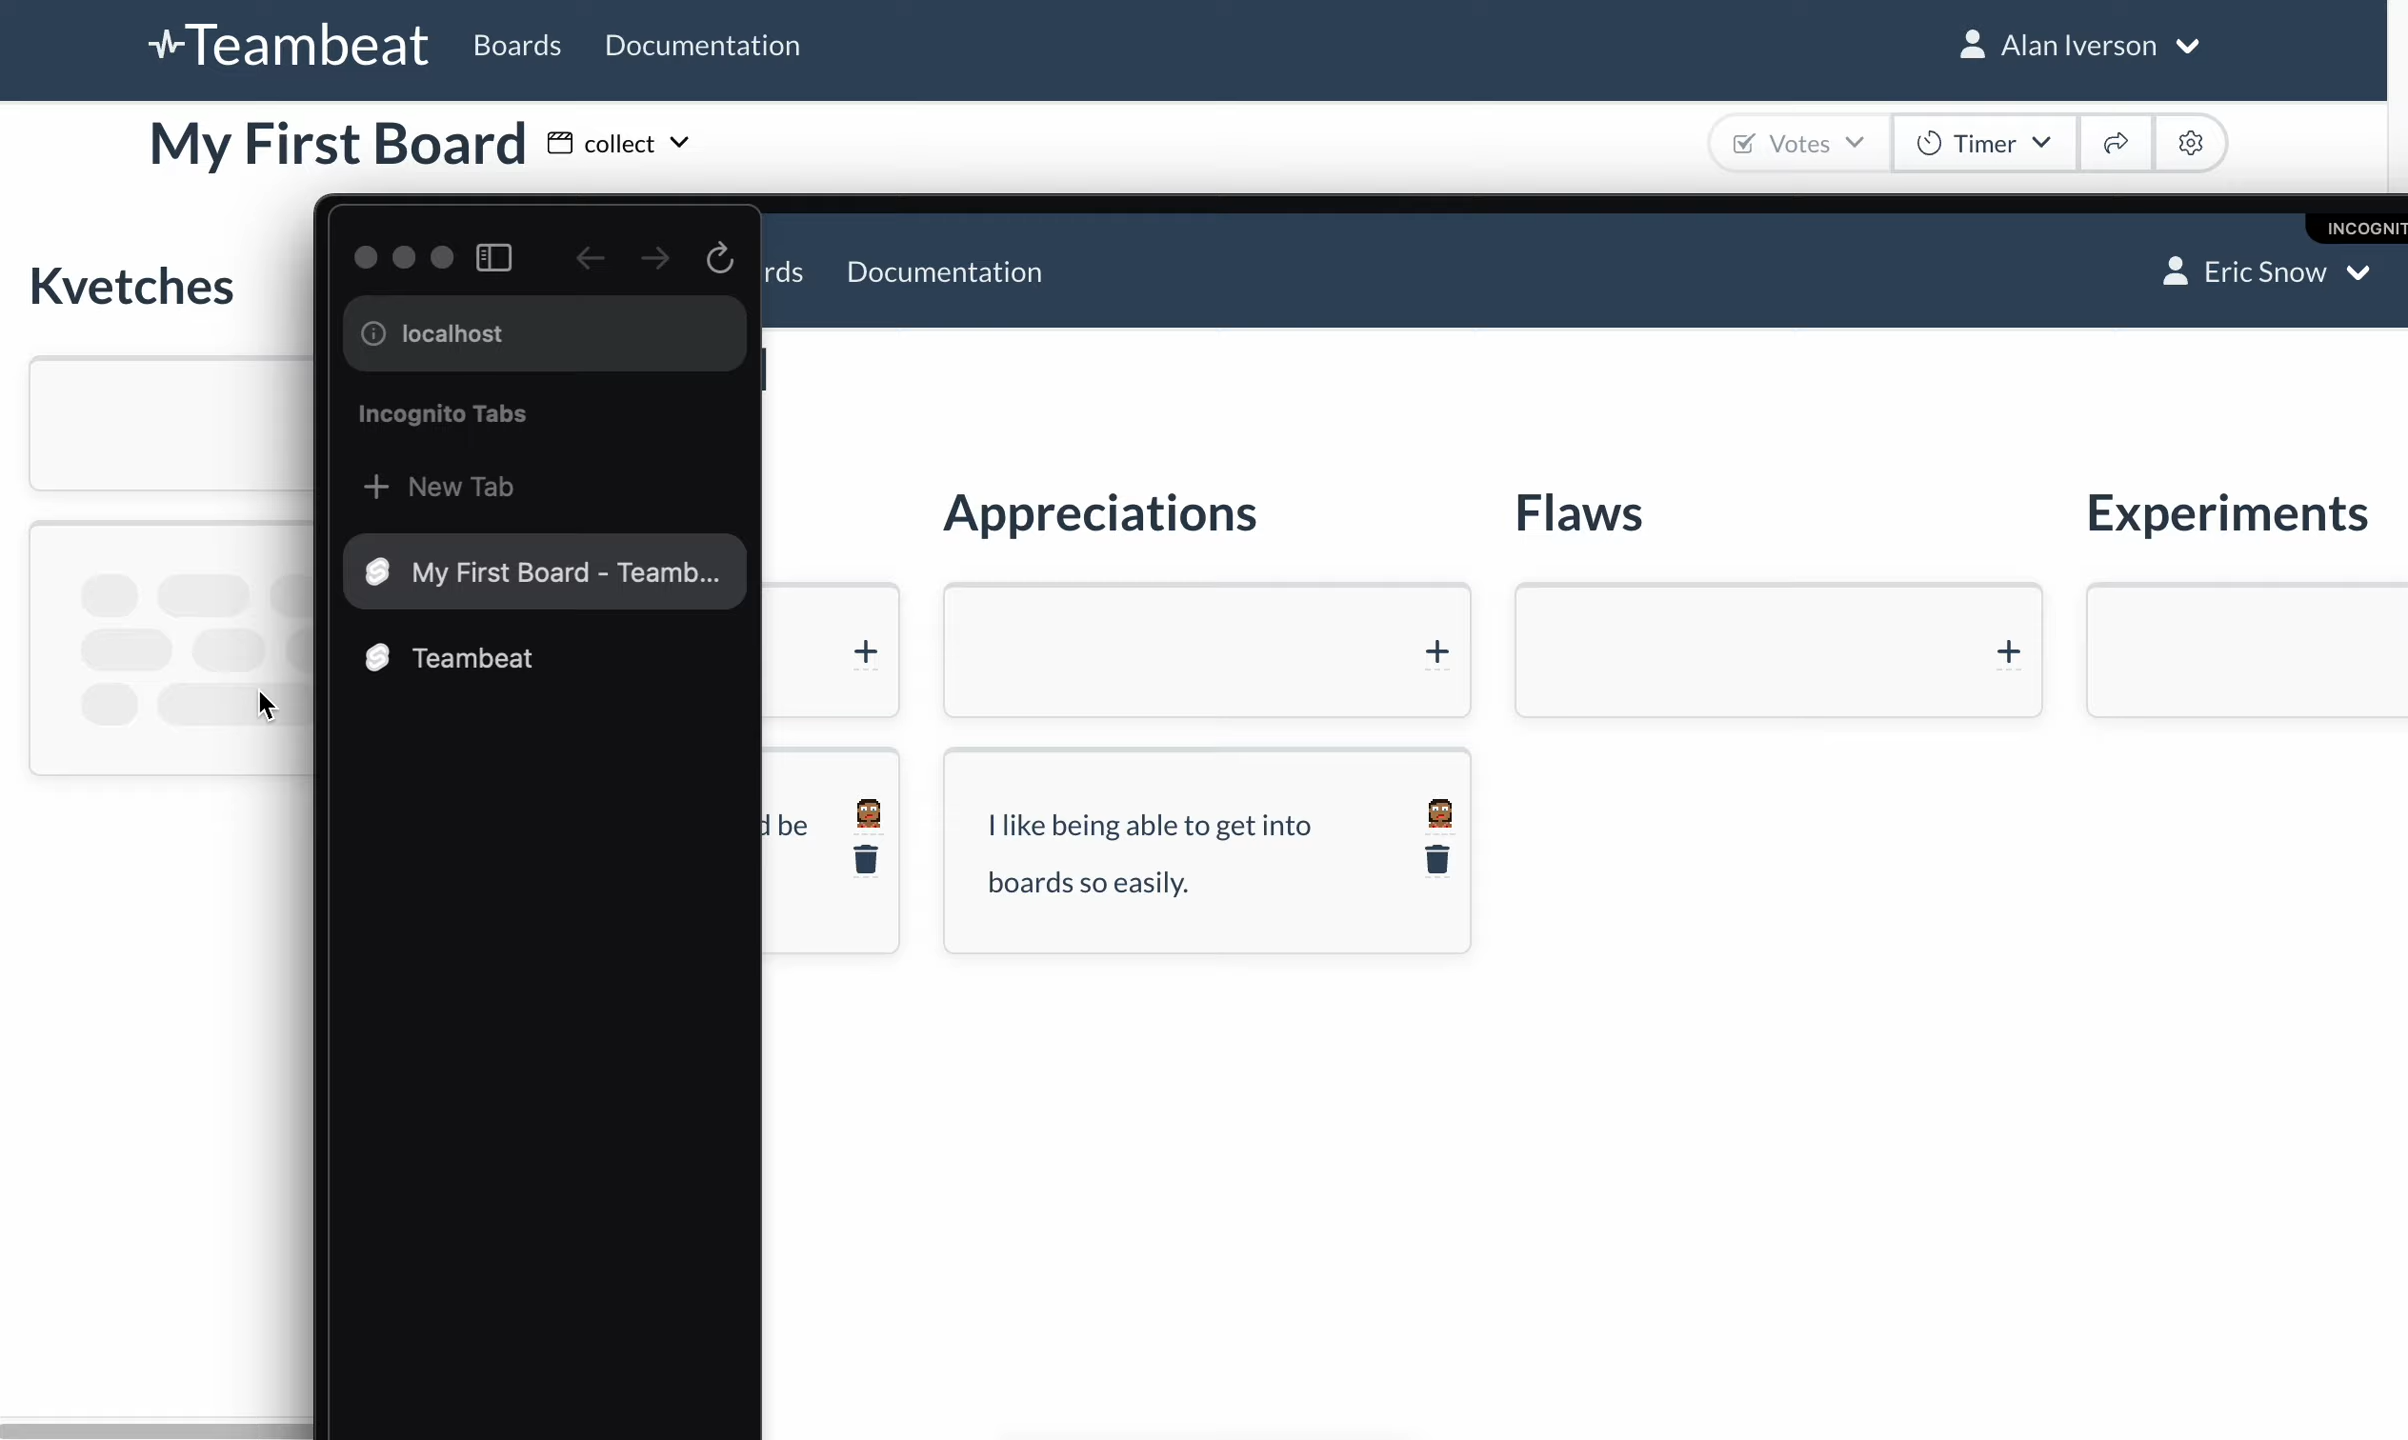 Teambeat
Boards
Documentation
Alan Iverson
My First Board
collect
Votes
Timer
Kvetches
INCOGNIT
rds
Documentation
Eric Snow
localhost
Incognito Tabs
New Tab
My First Board - Teamb...
Teambeat
Appreciations
Flaws
Experiments
d be
I like being able to get into
boards so easily.